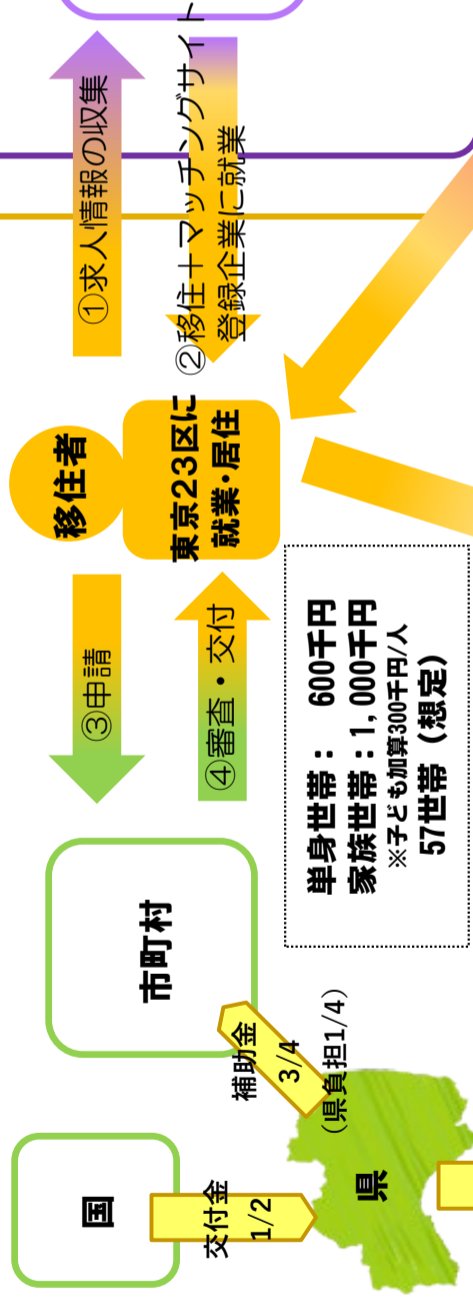 国
交付金
1/2
県
補助金
3/4
(県負担1/4)
市町村
③申請
④審査・交付
移住者
東京23区に
就業・居住
①求人情報の収集
②移住+マッチングサイト
登録企業に就業
単身世帯： 600千円
家族世帯：1,000千円
※子ども加算300千円/人
57世帯（想定）